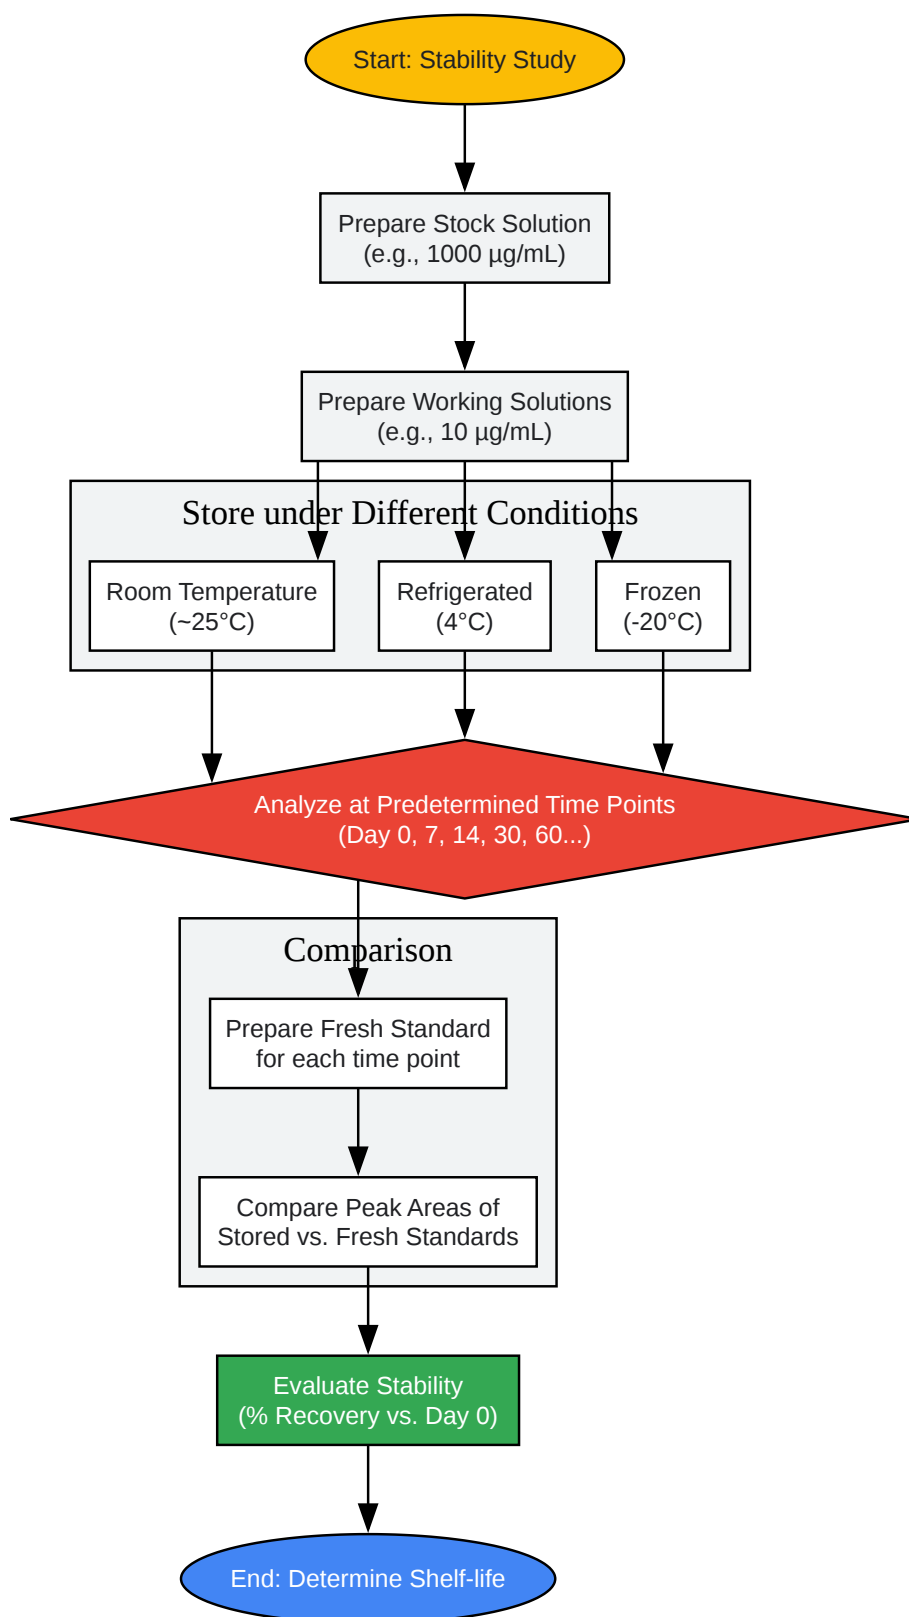 Start: Stability Study
Prepare Stock Solution
(e.g., 1000 µg/mL)
Prepare Working Solutions
(e.g., 10 µg/mL)
Store under Different Conditions
Room Temperature
(~25°C)
Refrigerated
(4°C)
Frozen
(-20°C)
Analyze at Predetermined Time Points
(Day 0, 7, 14, 30, 60...)
Comparison
Prepare Fresh Standard
for each time point
Compare Peak Areas of
Stored vs. Fresh Standards
Evaluate Stability
(% Recovery vs. Day 0)
End: Determine Shelf-life